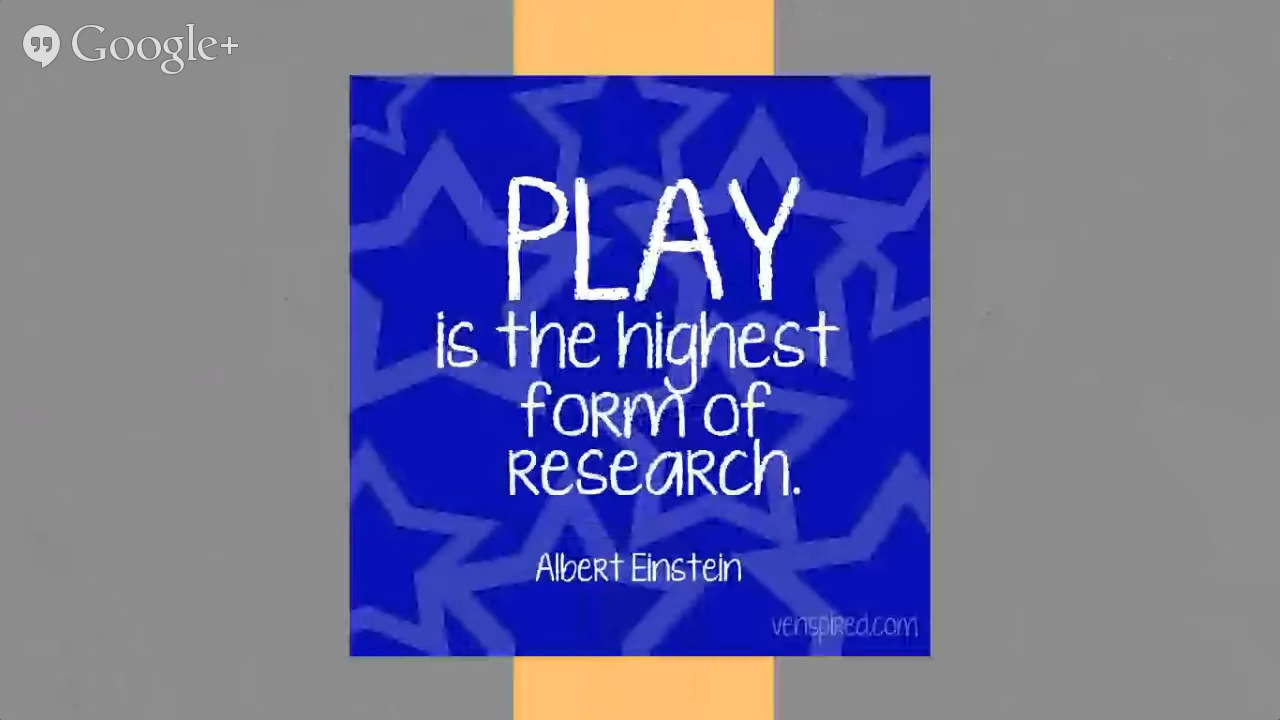 Google+
PLAY
is the highest
form of
research.
Albert Einstein
venspired.com